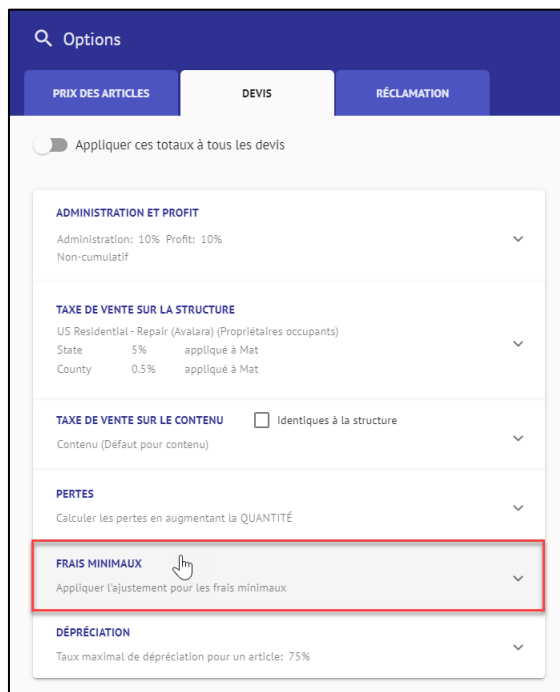 Options
PRIX DES ARTICLES DEVIS RÉCLAMATION
Appliquer ces totaux à tous les devis
ADMINISTRATION ET PROFIT
Administration: 10% Profit: 10%
Non-cumulatif
TAXE DE VENTE SUR LA STRUCTURE
US Residential - Repair (Avalara) (Propriétaires occupants)
State 5% appliqué à Mat
County 0.5% appliqué à Mat
TAXE DE VENTE SUR LE CONTENU Identiques à la structure
Contenu (Défaut pour contenu)
PERTES
Calculer les pertes en augmentant la QUANTITÉ
FRAIS MINIMAUX
Appliquer l'ajustement pour les frais minimaux
DÉPRÉCIATION
Taux maximal de dépréciation pour un article: 75%